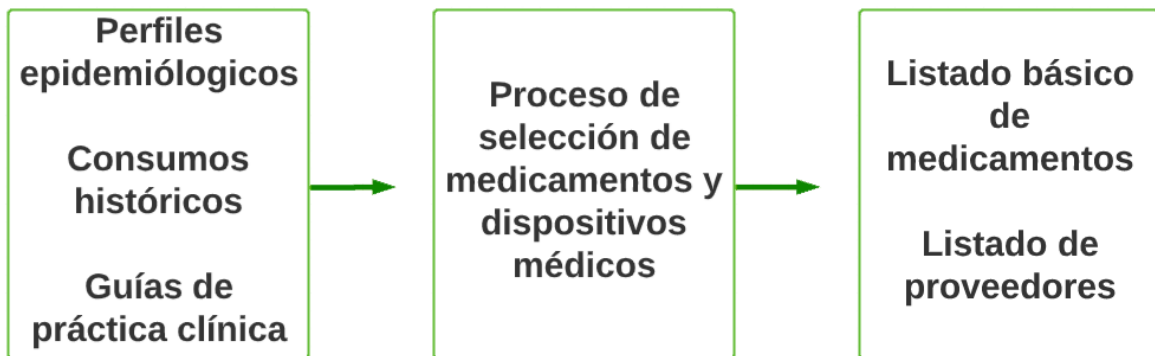 Perfiles
epidemiólogicos
Consumos
históricos
Guías de
práctica clínica
Proceso de
selección de
medicamentos y
dispositivos
médicos
Listado básico
de
medicamentos
Listado de
proveedores